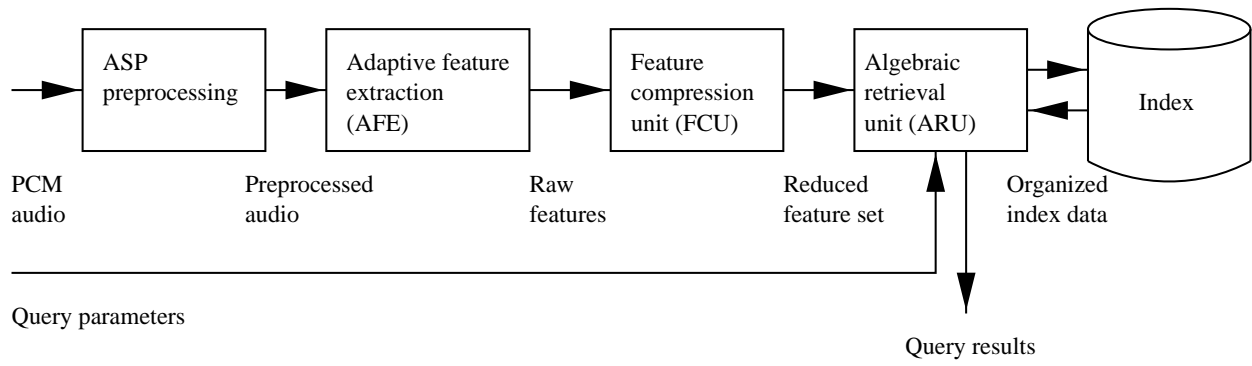 ASP
preprocessing
Adaptive feature
extraction
(AFE)
Feature
compression
unit (FCU)
Algebraic
retrieval
unit (ARU)
Index
PCM
audio
Preprocessed
audio
Raw
features
Reduced
feature set
Organized
index data
Query parameters
Query results